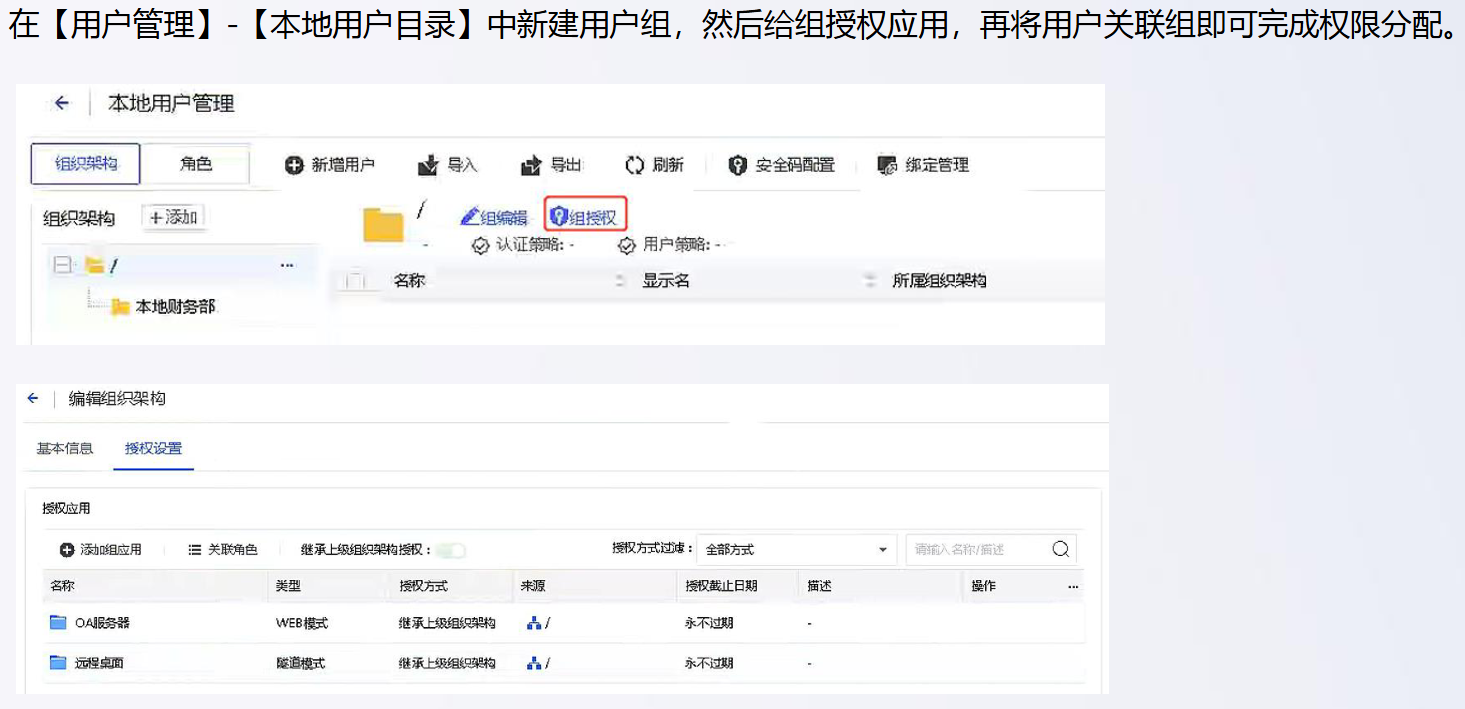 在【用户管理】-【本地用户目录】中新建用户组，然后给组授权应用，再将用户关联组即可完成权限分配。
本地用户管理
组织架构 角色 新增用户 导入 导出 刷新 安全码配置 绑定管理
组织架构 +添加 / 组编辑 组授权
- 认证策略: - 用户策略: -
/ ... 名称 显示名 所属组织架构
本地财务部
编辑组织架构
基本信息 授权设置
授权应用
添加组应用 关联角色 继承上级组织架构授权： 授权方式过滤： 全部方式 请输入名称/描述
名称 类型 授权方式 来源 授权截止日期 描述 操作 ...
OA服务器 WEB模式 继承上级组织架构 / 永不过期 -
远程桌面 隧道模式 继承上级组织架构 / 永不过期 -